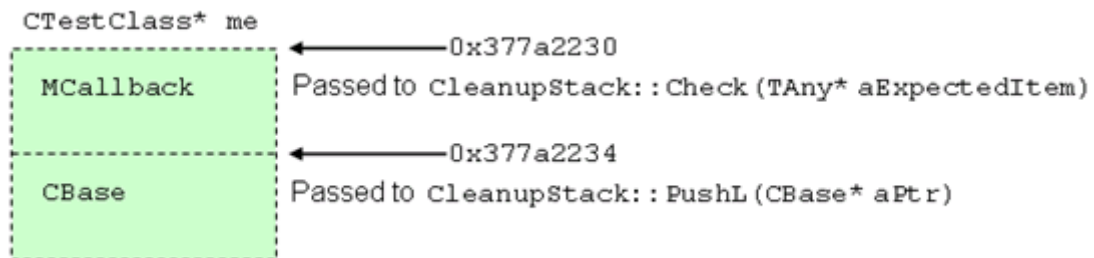 CTestClass* me
0x377a2230
MCallback
Passed to CleanupStack::Check(TAny* aExpectedItem)
0x377a2234
CBase
Passed to CleanupStack::PushL(CBase* aPtr)